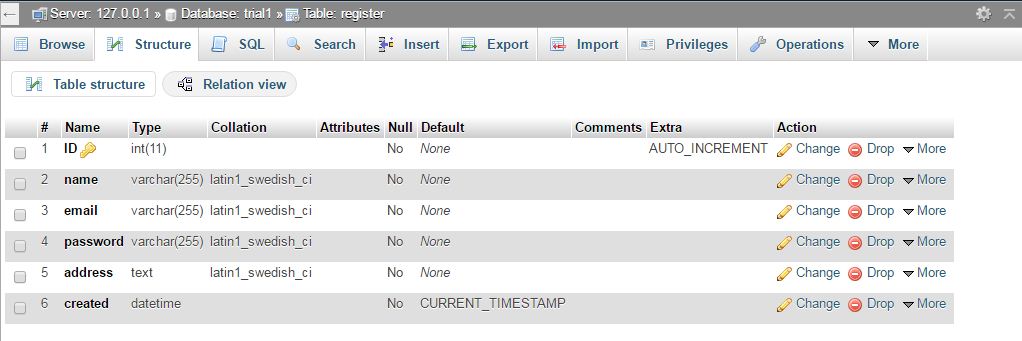 Server: 127.0.0.1 » Database: trial1 » Table: register
Browse Structure SQL Search Insert Export Import Privileges Operations More
Table structure Relation view
# Name Type Collation Attributes Null Default Comments Extra Action
1 ID int(11) No None AUTO_INCREMENT Change Drop More
2 name varchar(255) latin1_swedish_ci No None Change Drop More
3 email varchar(255) latin1_swedish_ci No None Change Drop More
4 password varchar(255) latin1_swedish_ci No None Change Drop More
5 address text latin1_swedish_ci No None Change Drop More
6 created datetime No CURRENT_TIMESTAMP Change Drop More